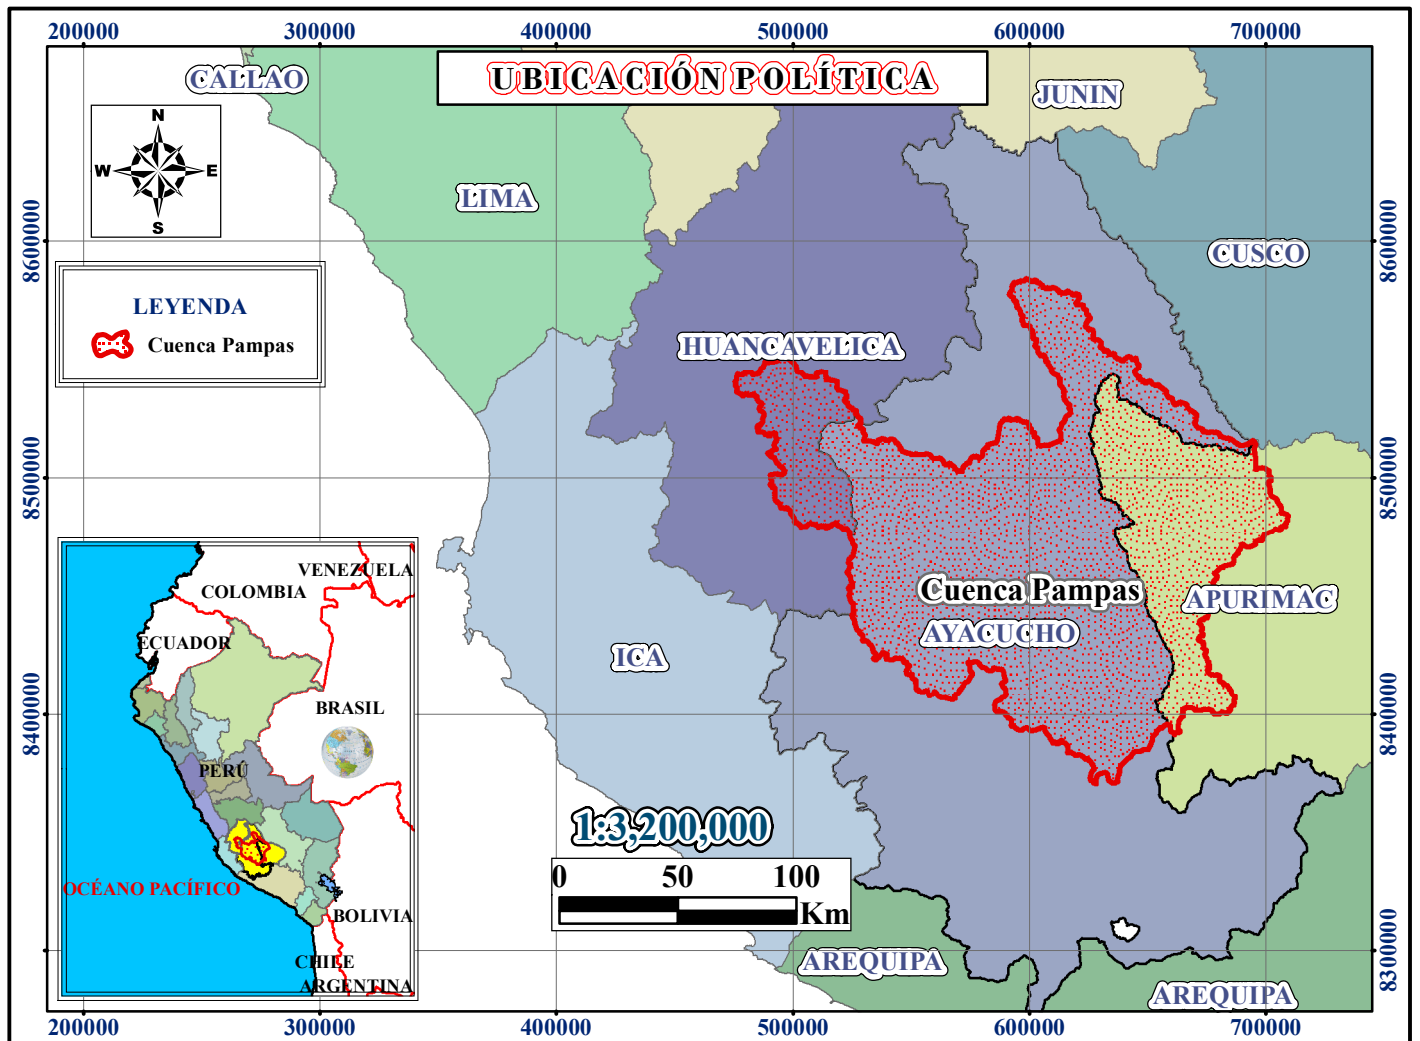 200000 300000 400000 500000 600000 700000
UBICACIÓN POLÍTICA
CALLAO
JUNIN
N
W E
S
LIMA
8600000 8600000
CUSCO
LEYENDA
Cuenca Pampas
HUANCAVELICA
8500000 8500000
VENEZUELA
COLOMBIA
ECUADOR
BRASIL
PERÚ
OCÉANO PACÍFICO
BOLIVIA
CHILE
ARGENTINA
Cuenca Pampas
APURIMAC
AYACUCHO
ICA
8400000 8400000
1:3,200,000
0 50 100
Km
8300000
AREQUIPA
AREQUIPA
200000 300000 400000 500000 600000 700000